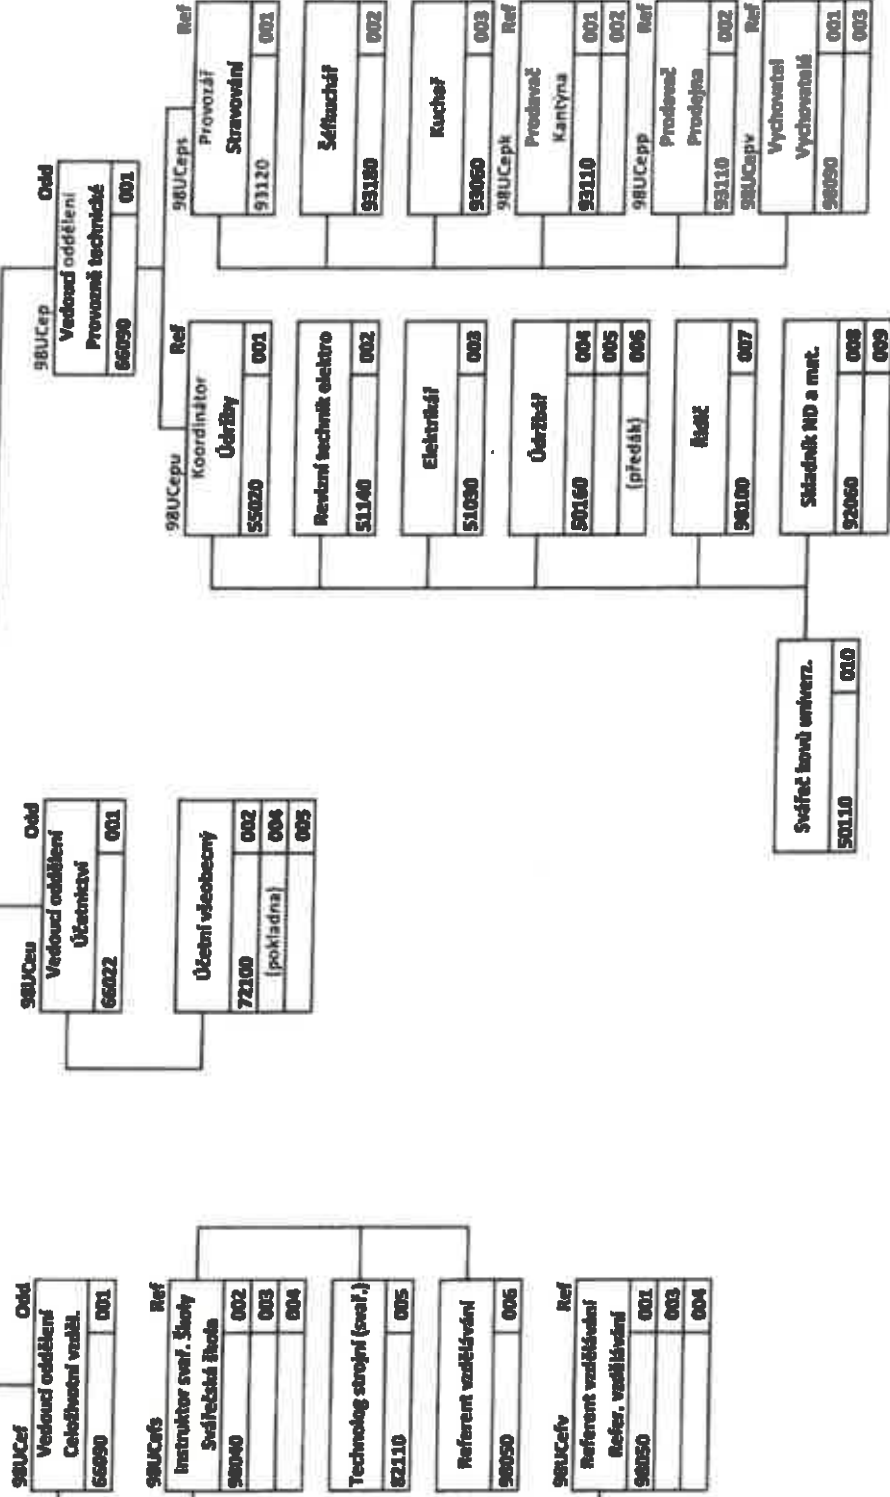 98UCef Odd
Vedoucí oddělení
Celoživotní vzděl.
66090 001
98UCefs Ref
Instruktor svař. Školy
Svářečská škola
98040 002
003
004
Technolog strojní (svař.)
82110 005
Referent vzdělávání
98050 006
98UCefv Ref
Referent vzdělávání
Refer. vzdělávání
98050 001
003
004
98UCeu Odd
Vedoucí oddělení
Účetnictví
66022 001
Účetní všeobecný
72100 002
(pokladna) 004
005
98UCep Odd
Vedoucí oddělení
Provozně technické
66090 001
98UCepu Ref
Koordinátor
Údržby
55020 001
Revizní technik elektro
51140 002
Elektrikář
51030 003
Údržbář
50160 004
005
(předák) 006
Řidič
98100 007
Skladník ND a mat.
92060 008
009
Svářeč kovů univerz.
50110 010
98UCeps Ref
Provozář
Stravování
93120 001
Šéfkuchař
93180 002
Kuchař
93060 003
98UCepk Ref
Prodavač
Kantýna
93110 001
002
98UCepp Ref
Prodavač
Prodejna
93110 002
98UCepv Ref
Vychovatel
Vychovatelé
98090 001
003